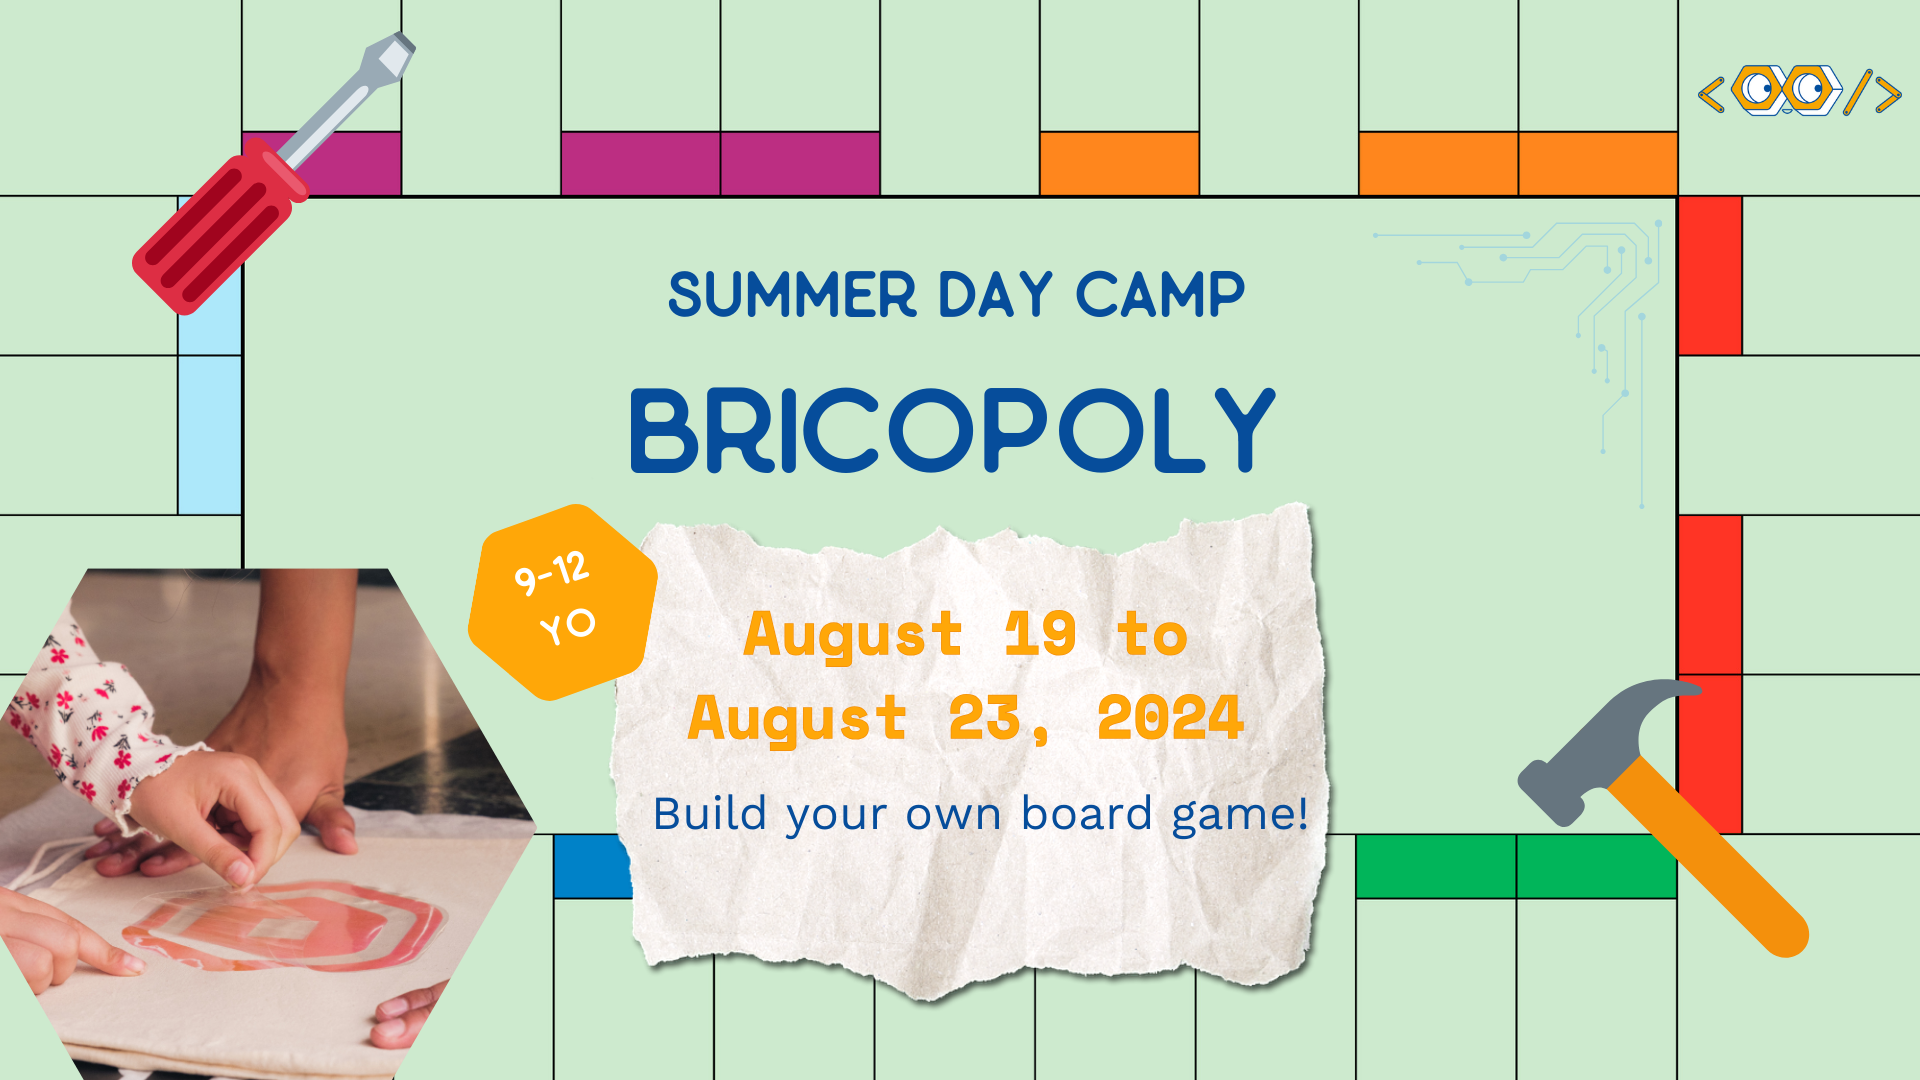 SUMMER DAY CAMP
BRICOPOLY
9-12
YO
August 19 to
August 23, 2024
Build your own board game!